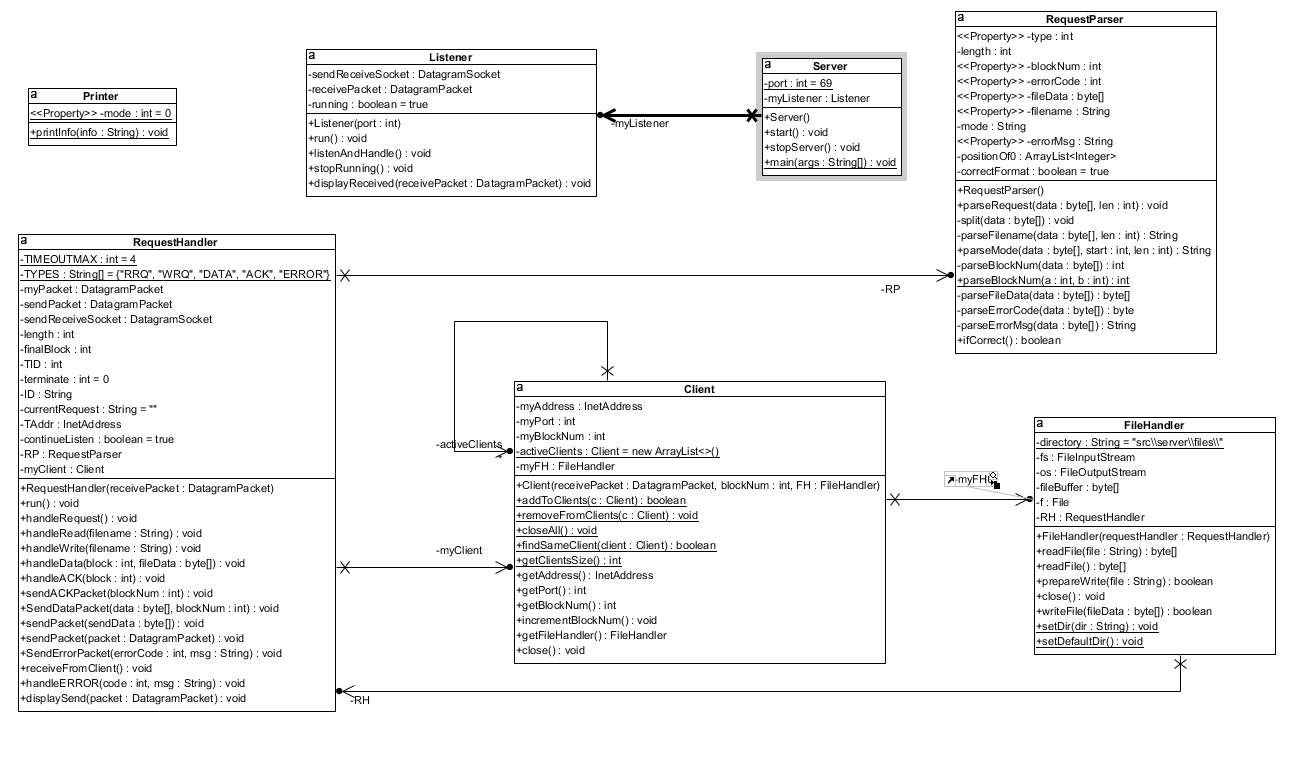 a
Printer
<<Property>> -mode : int = 0
+printInfo(info : String) : void
a
Listener
-sendReceiveSocket : DatagramSocket
-receivePacket : DatagramPacket
-running : boolean = true
+Listener(port : int)
+run() : void
+listenAndHandle() : void
+stopRunning() : void
+displayReceived(receivePacket : DatagramPacket) : void
-myListener
a
Server
-port : int = 69
-myListener : Listener
+Server()
+start() : void
+stopServer() : void
+main(args : String[]) : void
a
RequestParser
<<Property>> -type : int
-length : int
<<Property>> -blockNum : int
<<Property>> -errorCode : int
<<Property>> -fileData : byte[]
<<Property>> -filename : String
-mode : String
<<Property>> -errorMsg : String
-positionOf0 : ArrayList<Integer>
-correctFormat : boolean = true
+RequestParser()
+parseRequest(data : byte[], len : int) : void
-split(data : byte[]) : void
-parseFilename(data : byte[], len : int) : String
+parseMode(data : byte[], start : int, len : int) : String
-parseBlockNum(data : byte[]) : int
+parseBlockNum(a : int, b : int) : int
-parseFileData(data : byte[]) : byte[]
-parseErrorCode(data : byte[]) : byte
-parseErrorMsg(data : byte[]) : String
+ifCorrect() : boolean
a
RequestHandler
-TIMEOUTMAX : int = 4
-TYPES : String[] = {"RRQ", "WRQ", "DATA", "ACK", "ERROR"}
-myPacket : DatagramPacket
-sendPacket : DatagramPacket
-sendReceiveSocket : DatagramSocket
-length : int
-finalBlock : int
-TID : int
-terminate : int = 0
-ID : String
-currentRequest : String = ""
-TAddr : InetAddress
-continueListen : boolean = true
-RP : RequestParser
-myClient : Client
+RequestHandler(receivePacket : DatagramPacket)
+run() : void
+handleRequest() : void
+handleRead(filename : String) : void
+handleWrite(filename : String) : void
+handleData(block : int, fileData : byte[]) : void
+handleACK(block : int) : void
+sendACKPacket(blockNum : int) : void
+SendDataPacket(data : byte[], blockNum : int) : void
+sendPacket(sendData : byte[]) : void
+sendPacket(packet : DatagramPacket) : void
+SendErrorPacket(errorCode : int, msg : String) : void
+receiveFromClient() : void
+handleERROR(code : int, msg : String) : void
+displaySend(packet : DatagramPacket) : void
-RP
-activeClients
-myClient
a
Client
-myAddress : InetAddress
-myPort : int
-myBlockNum : int
-activeClients : Client = new ArrayList<>()
-myFH : FileHandler
+Client(receivePacket : DatagramPacket, blockNum : int, FH : FileHandler)
+addToClients(c : Client) : boolean
+removeFromClients(c : Client) : void
+closeAll() : void
+findSameClient(client : Client) : boolean
+getClientsSize() : int
+getAddress() : InetAddress
+getPort() : int
+getBlockNum() : int
+incrementBlockNum() : void
+getFileHandler() : FileHandler
+close() : void
-myFH
a
FileHandler
-directory : String = "src\\server\\files\\"
-fs : FileInputStream
-os : FileOutputStream
-fileBuffer : byte[]
-f : File
-RH : RequestHandler
+FileHandler(requestHandler : RequestHandler)
+readFile(file : String) : byte[]
+readFile() : byte[]
+prepareWrite(file : String) : boolean
+close() : void
+writeFile(fileData : byte[]) : boolean
+setDir(dir : String) : void
+setDefaultDir() : void
-RH